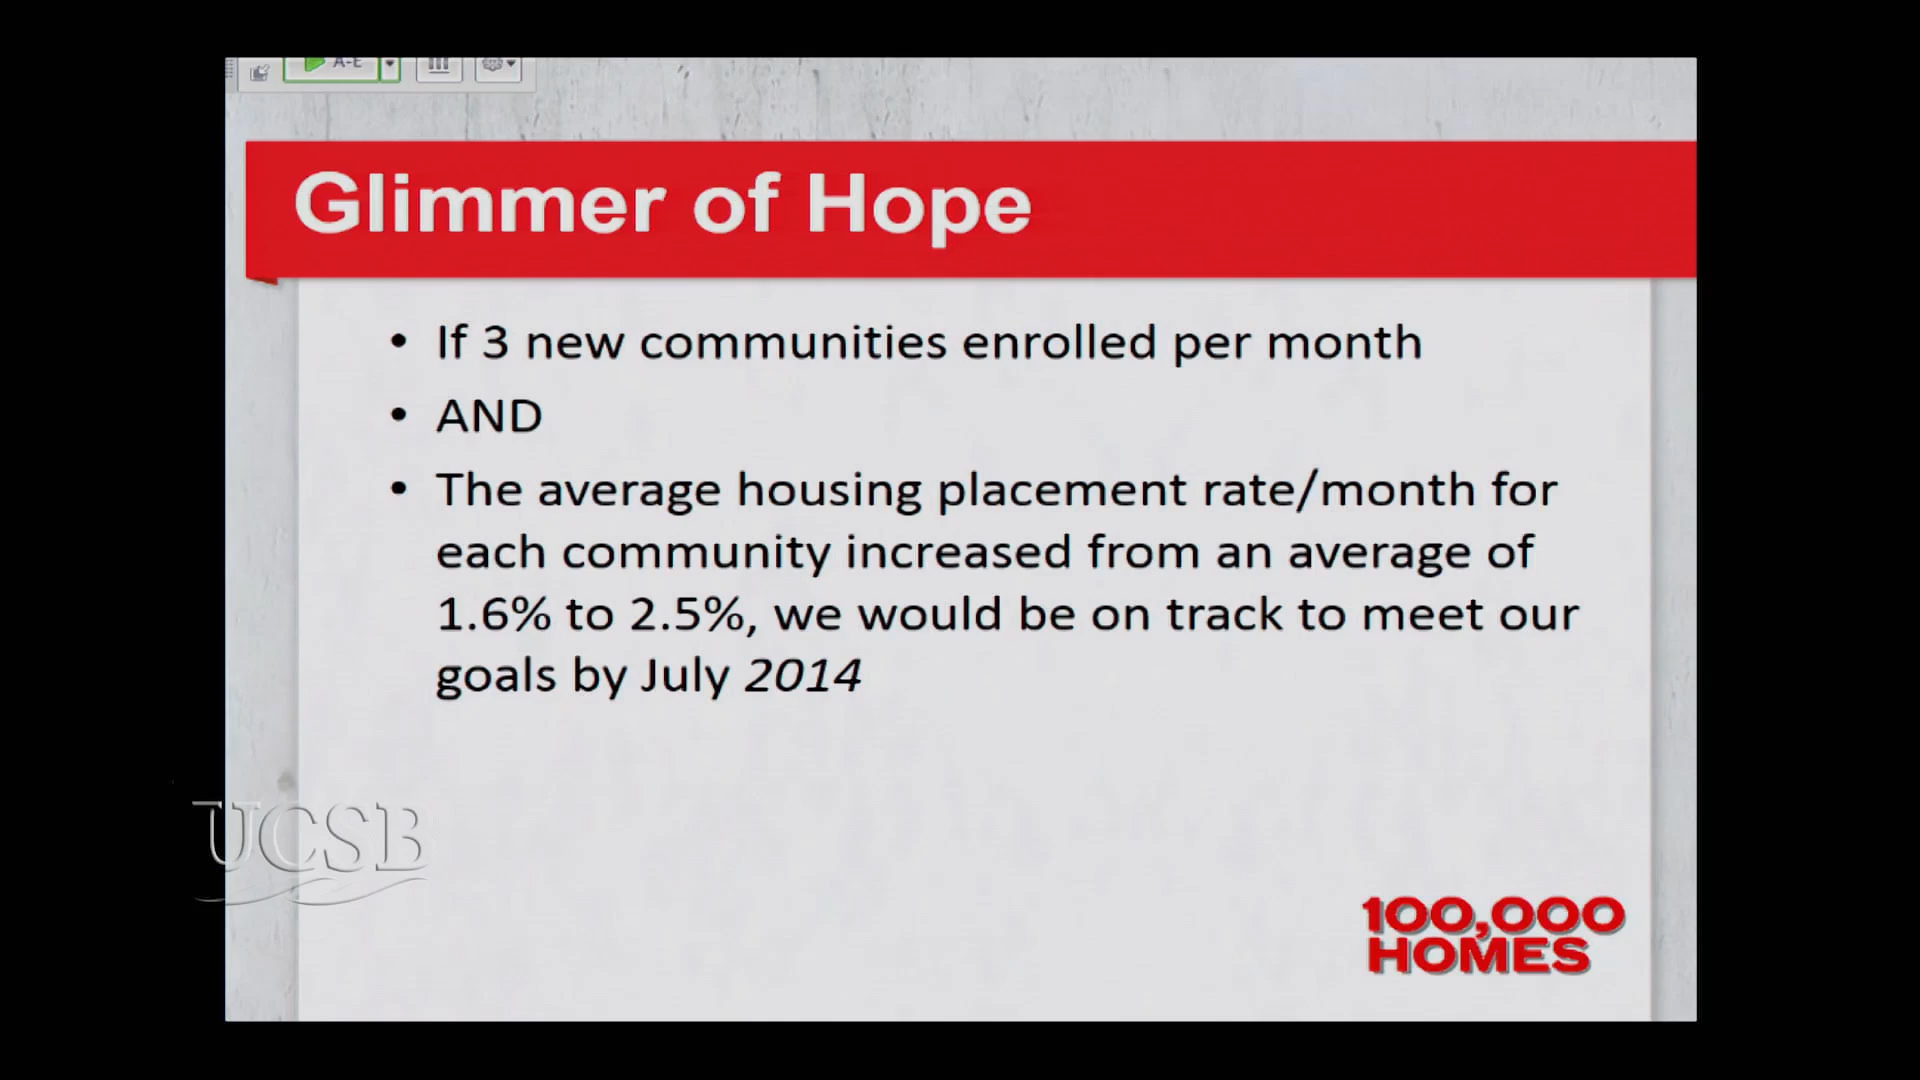 A-E
Glimmer of Hope
• If 3 new communities enrolled per month
• AND
• The average housing placement rate/month for
each community increased from an average of
1.6% to 2.5%, we would be on track to meet our
goals by July 2014
UCSB
100,000
HOMES